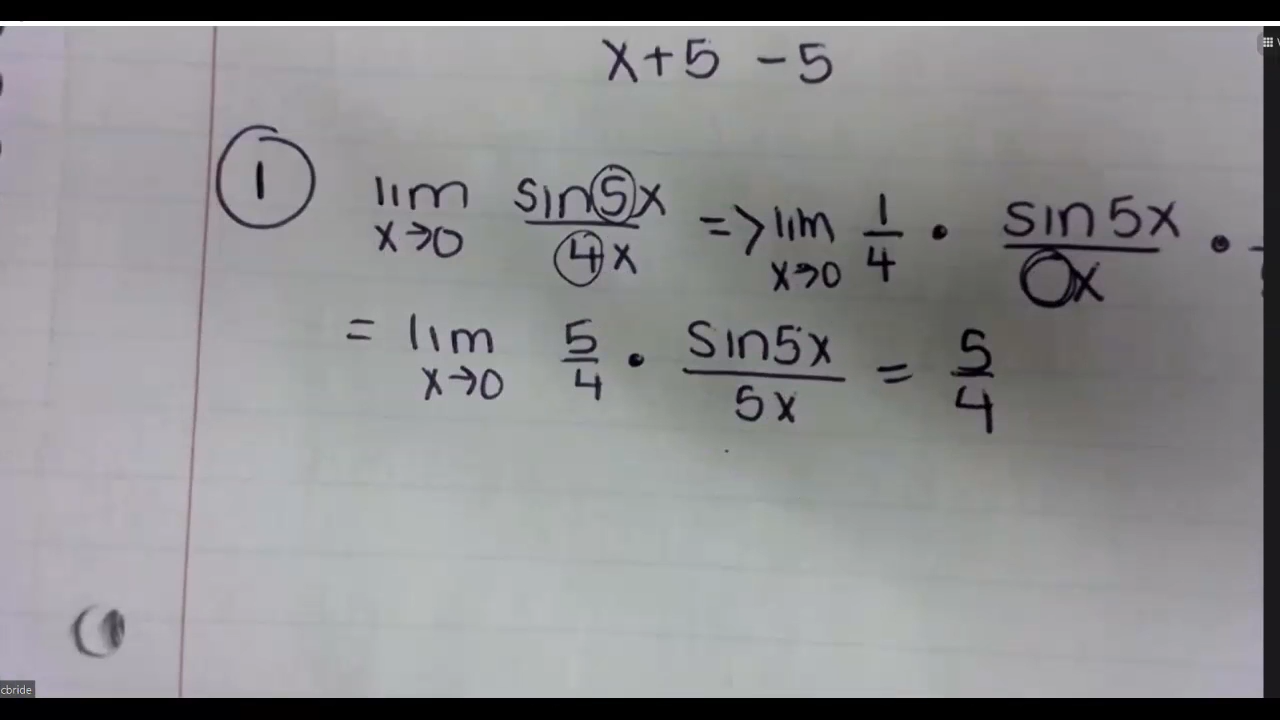 x+5 -5
1 lim x→0 sin5x/4x => lim x→0 1/4 · sin5x/x ·
= lim x→0 5/4 · sin5x/5x = 5/4
cbride